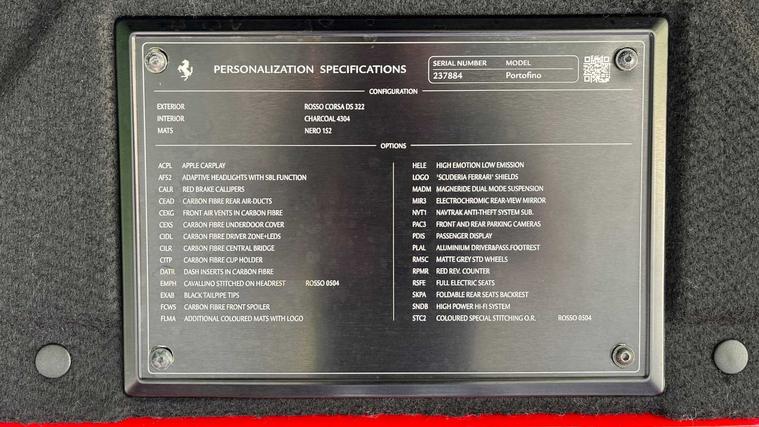 PERSONALIZATION SPECIFICATIONS
SERIAL NUMBER MODEL
237884 Portofino
CONFIGURATION
EXTERIOR ROSSO CORSA DS 322
INTERIOR CHARCOAL 4304
MATS NERO 152
OPTIONS
ACPL APPLE CARPLAY
AFS2 ADAPTIVE HEADLIGHTS WITH SBL FUNCTION
CALR RED BRAKE CALLIPERS
CEAD CARBON FIBRE REAR AIR-DUCTS
CEXG FRONT AIR VENTS IN CARBON FIBRE
CEXS CARBON FIBRE UNDERDOOR COVER
CIDL CARBON FIBRE DRIVER ZONE+LEDS
CILR CARBON FIBRE CENTRAL BRIDGE
CITP CARBON FIBRE CUP HOLDER
DATR DASH INSERTS IN CARBON FIBRE
EMPH CAVALLINO STITCHED ON HEADREST ROSSO 0504
EXAB BLACK TAILPIPE TIPS
FCWS CARBON FIBRE FRONT SPOILER
FLMA ADDITIONAL COLOURED MATS WITH LOGO
HELE HIGH EMOTION LOW EMISSION
LOGO 'SCUDERIA FERRARI' SHIELDS
MADM MAGNERIDE DUAL MODE SUSPENSION
MIR3 ELECTROCHROMIC REAR-VIEW MIRROR
NVT1 NAVTRAK ANTI-THEFT SYSTEM SUB.
PAC3 FRONT AND REAR PARKING CAMERAS
PDIS PASSENGER DISPLAY
PLAL ALUMINIUM DRIVER&PASS.FOOTREST
RMSC MATTE GREY STD WHEELS
RPMR RED REV. COUNTER
RSFE FULL ELECTRIC SEATS
SKPA FOLDABLE REAR SEATS BACKREST
SNDB HIGH POWER HI-FI SYSTEM
STC2 COLOURED SPECIAL STITCHING O.R. ROSSO 0504